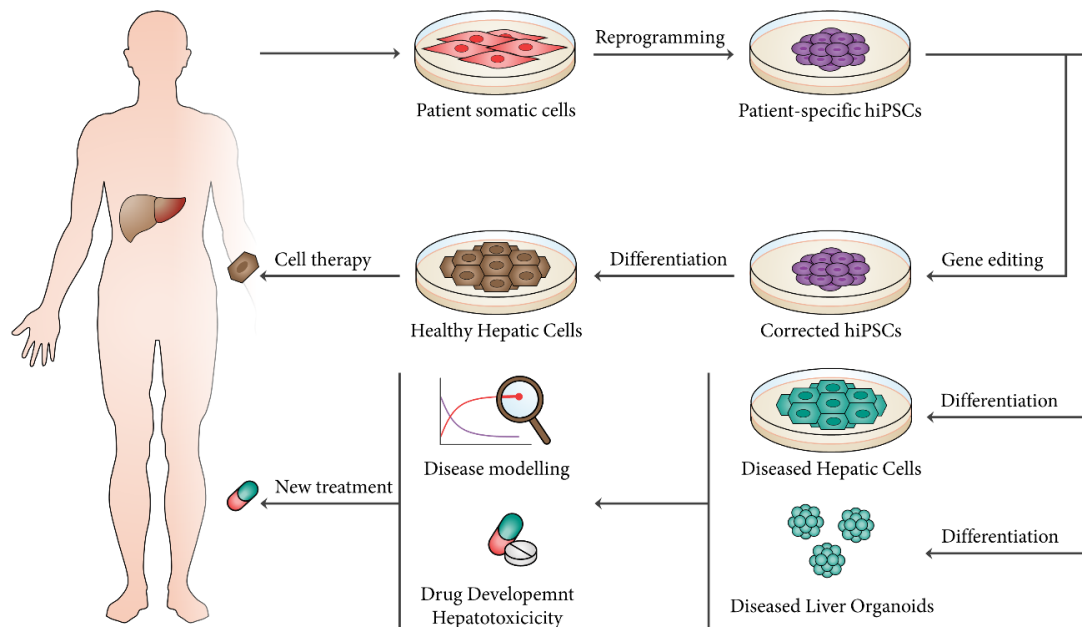 Reprogramming
Patient somatic cells
Patient-specific hiPSCs
Cell therapy
Differentiation
Gene editing
Healthy Hepatic Cells
Corrected hiPSCs
Differentiation
Disease modelling
Diseased Hepatic Cells
New treatment
Differentiation
Drug Developemnt
Hepatotoxicicity
Diseased Liver Organoids